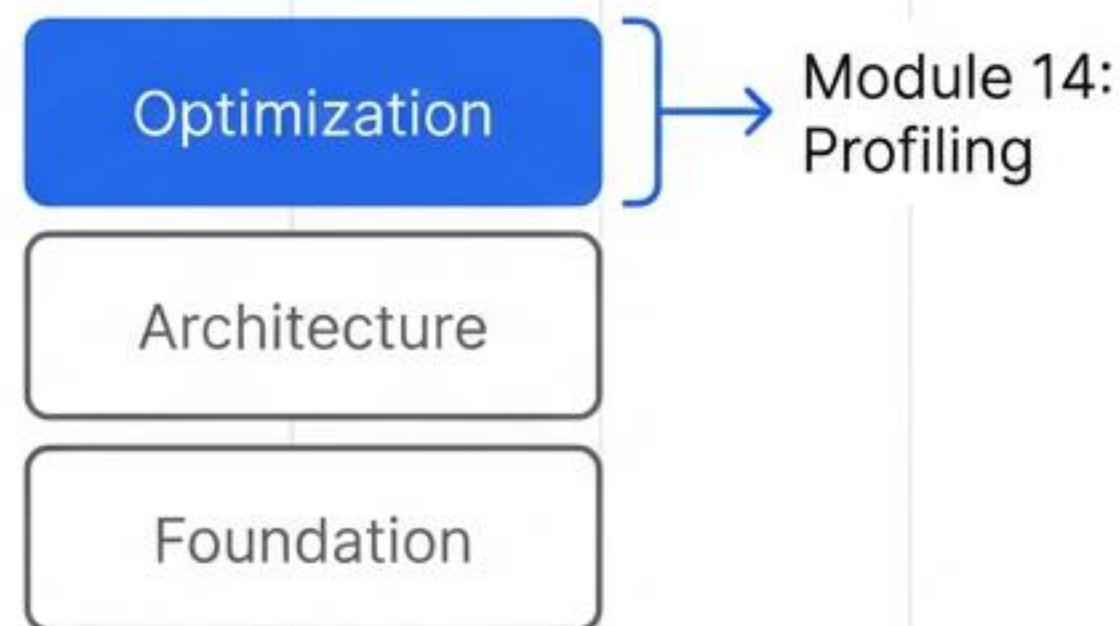 Optimization
Module 14:
Profiling
Architecture
Foundation